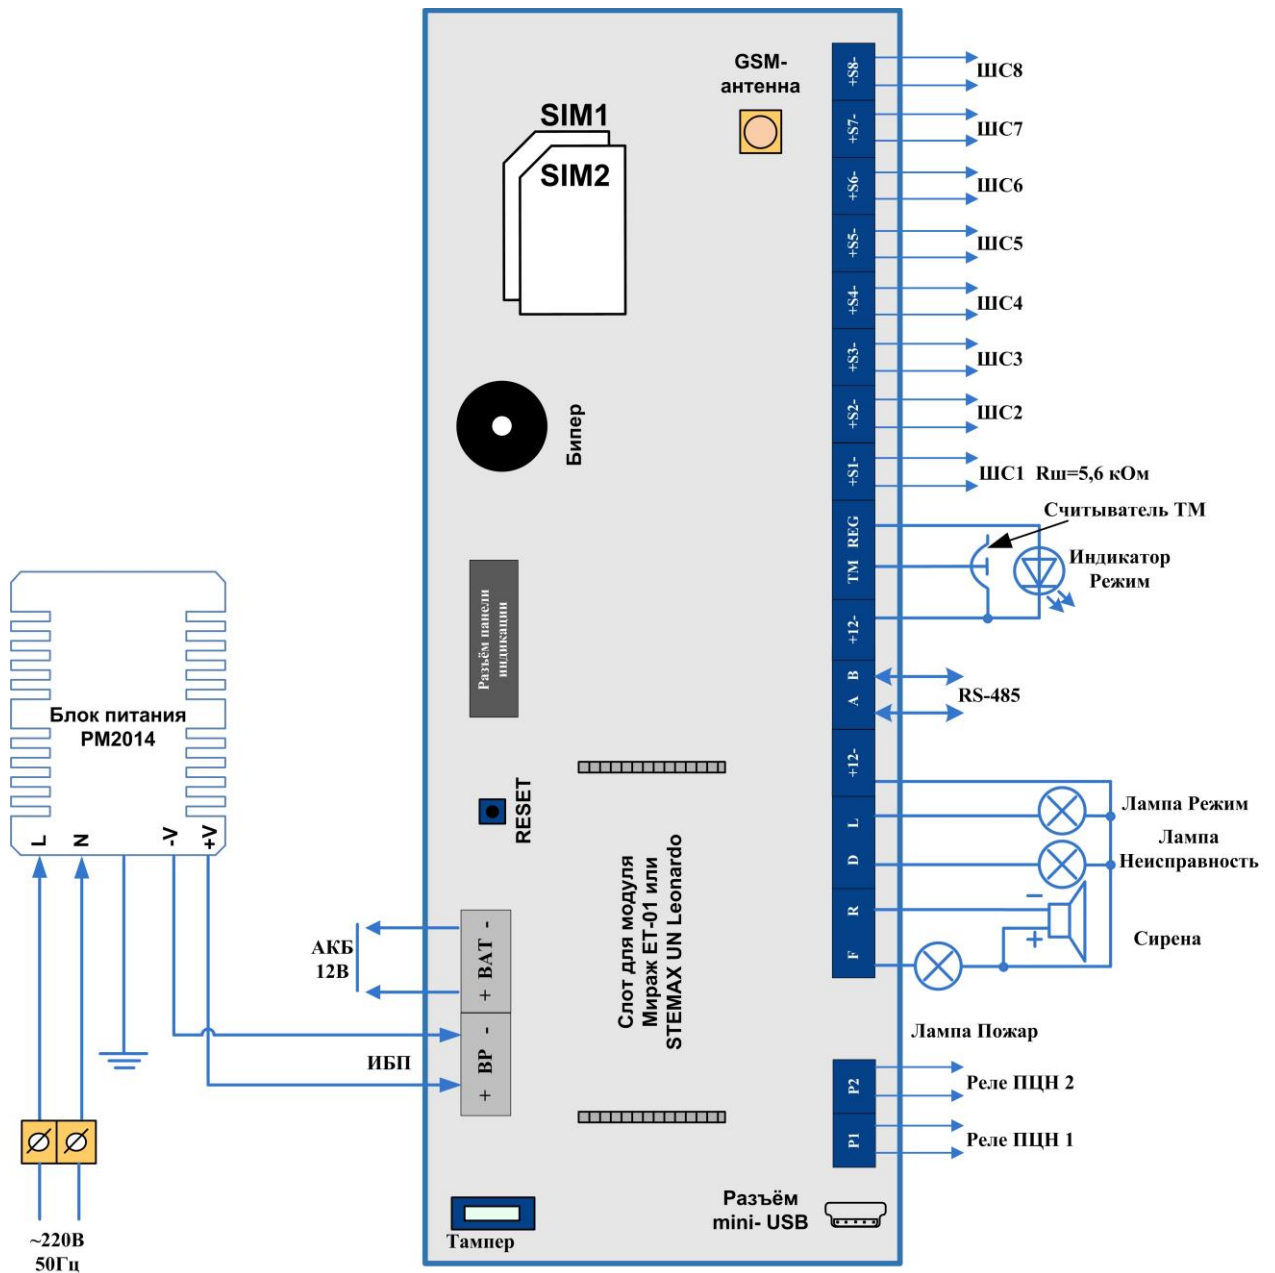 GSM-
антенна
SIM1
SIM2
Бипер
Разъём панели
индикации
RESET
Слот для модуля
Мираж ET-01 или
STEMAX UN Leonardo
+ BAT -
+ BP -
Тампер
Разъём
mini- USB
+S8-
ШС8
+S7-
ШС7
+S6-
ШС6
+S5-
ШС5
+S4-
ШС4
+S3-
ШС3
+S2-
ШС2
+S1-
ШС1 Rш=5,6 кОм
Считыватель ТМ
TM REG
Индикатор
Режим
+12-
A B
RS-485
+12-
L
Лампа Режим
D
Лампа
Неисправность
R
−
+
Сирена
F
Лампа Пожар
P2
Реле ПЦН 2
P1
Реле ПЦН 1
Блок питания
PM2014
L
N
-V
+V
АКБ
12В
ИБП
~220В
50Гц